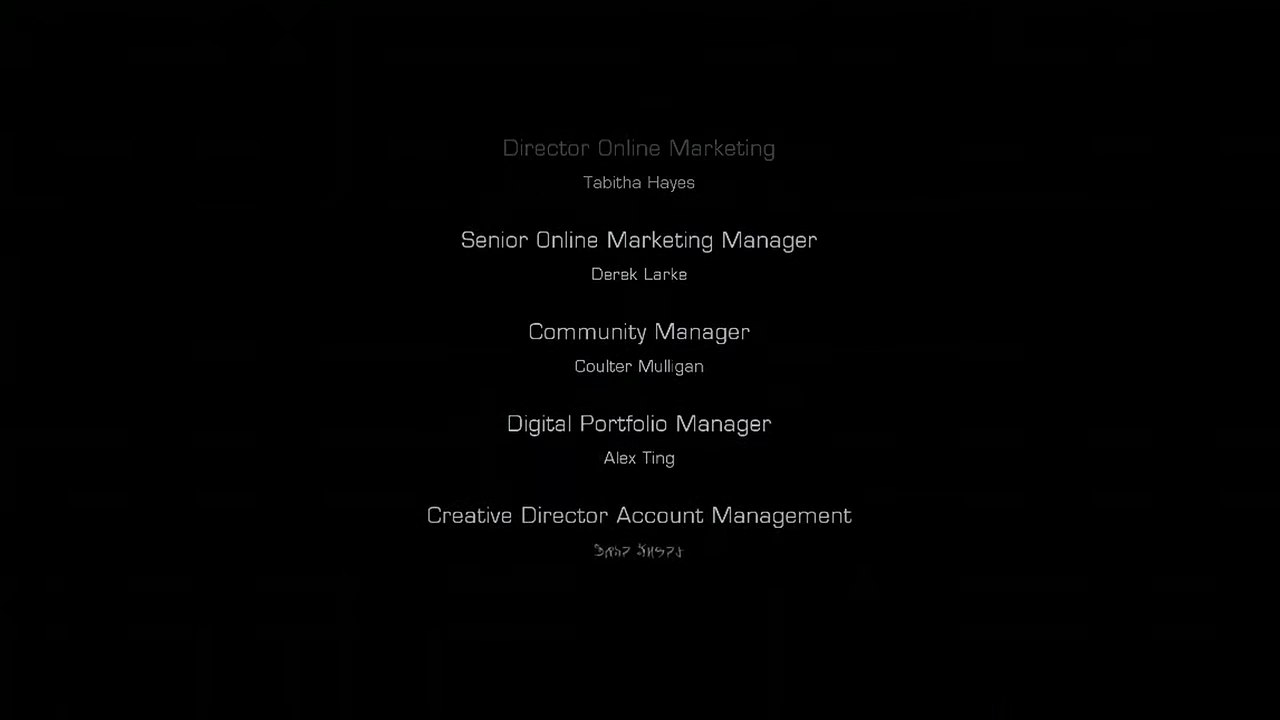 Director Online Marketing
Tabitha Hayes
Senior Online Marketing Manager
Derek Larke
Community Manager
Coulter Mulligan
Digital Portfolio Manager
Alex Ting
Creative Director Account Management